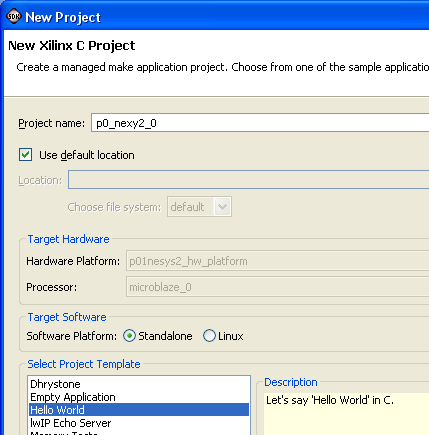 SDK New Project
New Xilinx C Project
Create a managed make application project. Choose from one of the sample applicatio
Project name: p0_nexy2_0
Use default location
Location:
Choose file system: default
Target Hardware
Hardware Platform: p01nesys2_hw_platform
Processor: microblaze_0
Target Software
Software Platform: Standalone Linux
Select Project Template
Description
Dhrystone
Empty Application
Hello World
lwIP Echo Server
Let's say 'Hello World' in C.